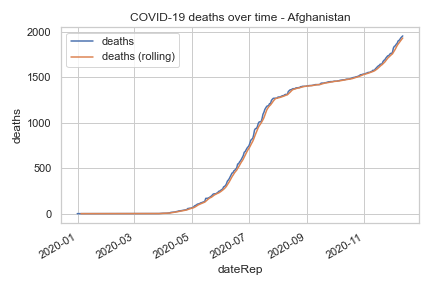 COVID-19 deaths over time - Afghanistan
deaths
deaths (rolling)
2000
1500
1000
500
0
deaths
2020-01
2020-03
2020-05
2020-07
2020-09
2020-11
dateRep